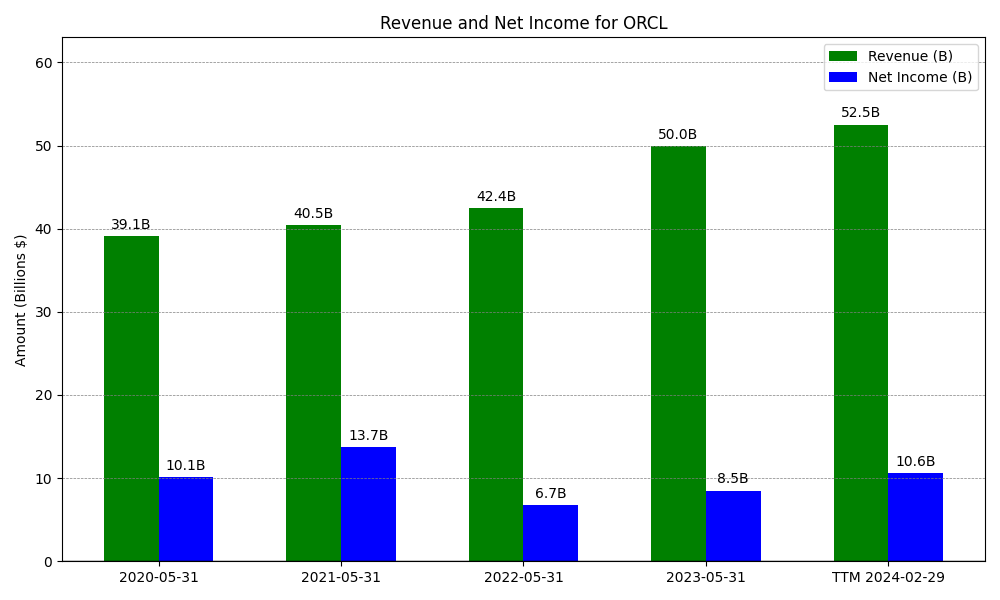 Revenue and Net Income for ORCL
Revenue (B)
Net Income (B)
Amount (Billions $)
60
50
40
30
20
10
0
39.1B
10.1B
40.5B
13.7B
42.4B
6.7B
50.0B
8.5B
52.5B
10.6B
2020-05-31
2021-05-31
2022-05-31
2023-05-31
TTM 2024-02-29